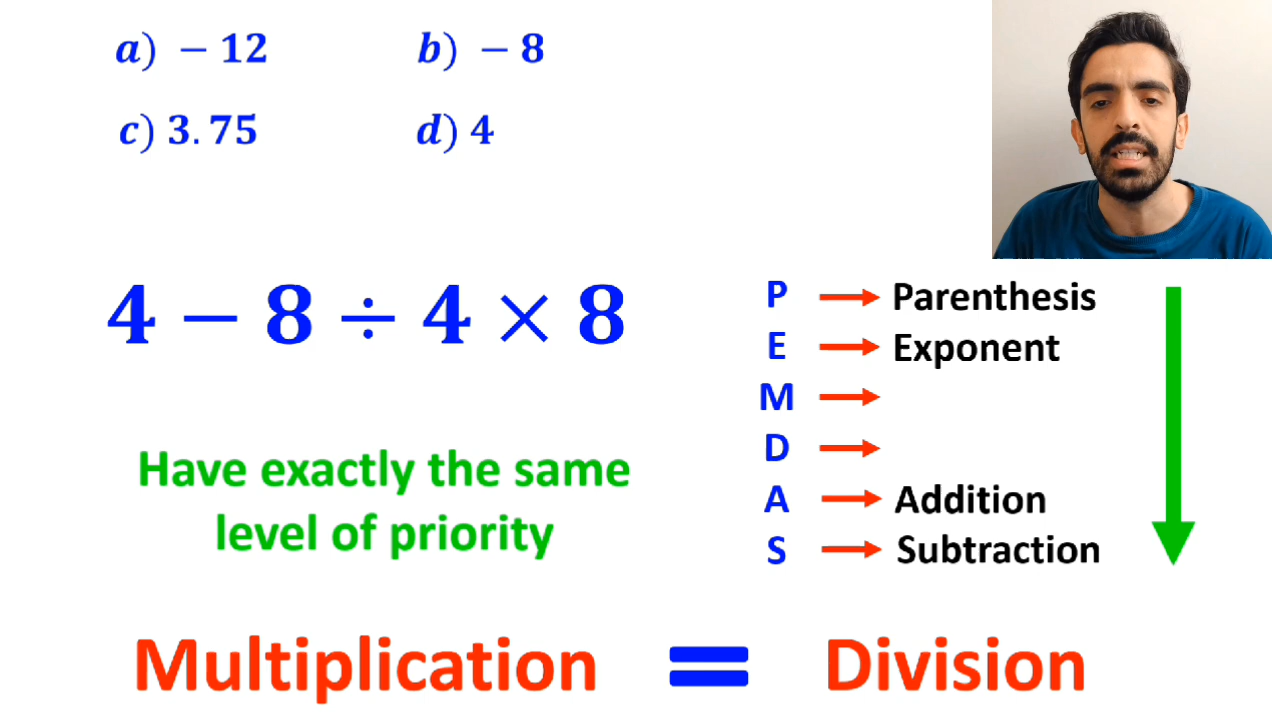 a) − 12
b) − 8
c) 3.75
d) 4
4 − 8 ÷ 4 × 8
P → Parenthesis
E → Exponent
M →
D →
A → Addition
S → Subtraction
Have exactly the same
level of priority
Multiplication = Division